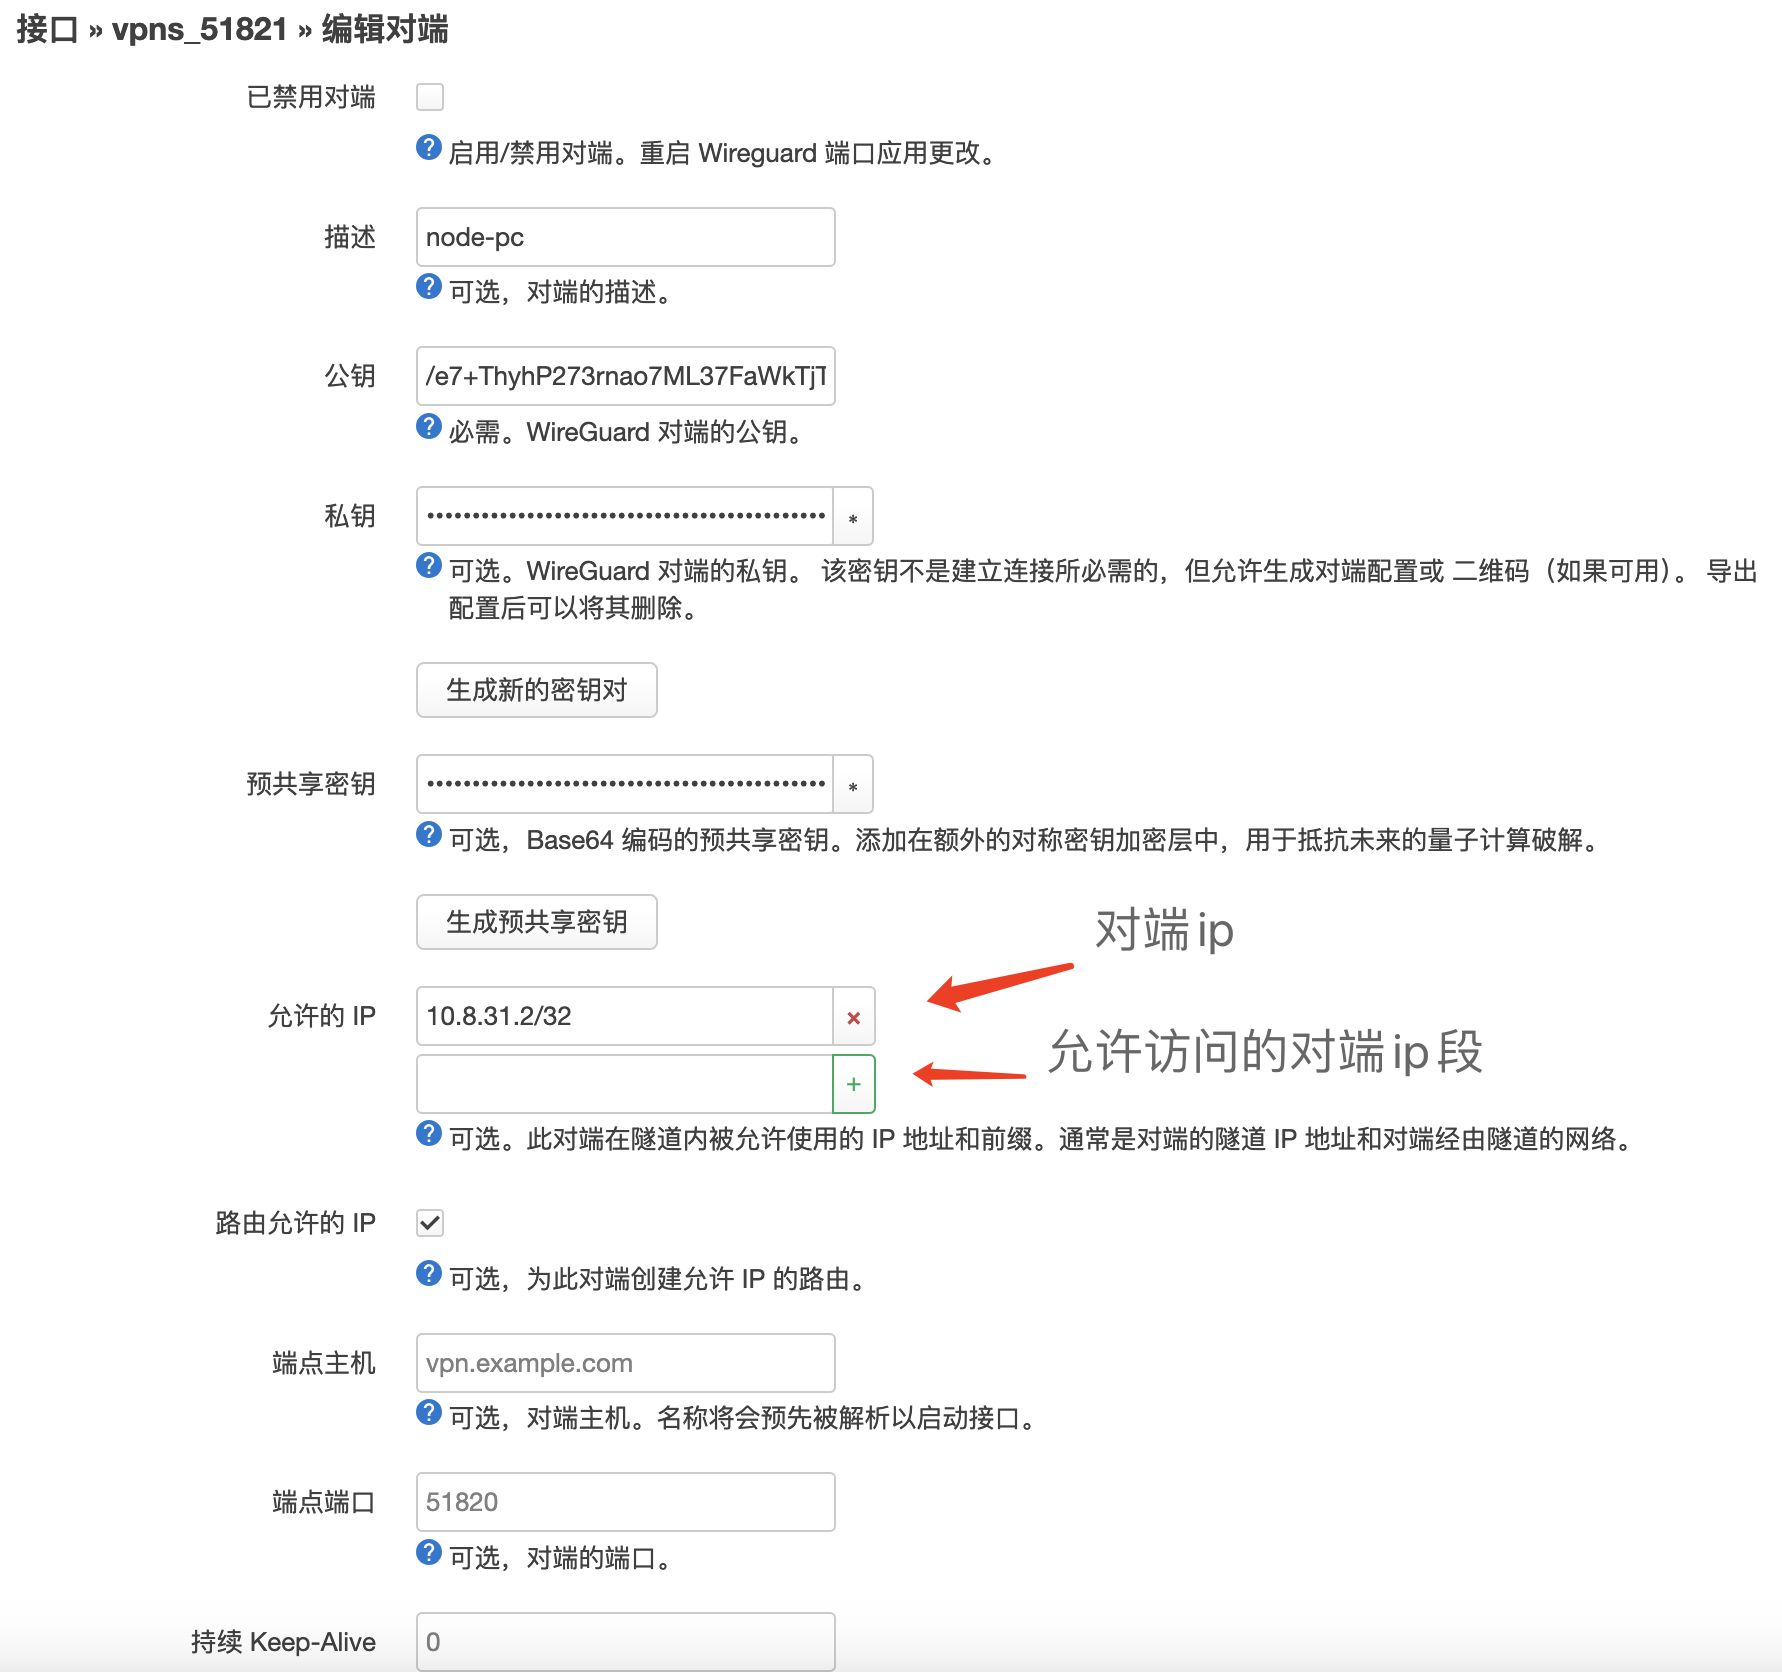 接口 » vpns_51821 » 编辑对端
已禁用对端
启用/禁用对端。重启 Wireguard 端口应用更改。
描述
node-pc
可选，对端的描述。
公钥
/e7+ThyhP273rnao7ML37FaWkTjT
必需。WireGuard 对端的公钥。
私钥
可选。WireGuard 对端的私钥。 该密钥不是建立连接所必需的，但允许生成对端配置或 二维码（如果可用）。 导出
配置后可以将其删除。
生成新的密钥对
预共享密钥
可选，Base64 编码的预共享密钥。添加在额外的对称密钥加密层中，用于抵抗未来的量子计算破解。
生成预共享密钥
对端ip
允许的 IP
10.8.31.2/32
允许访问的对端ip段
可选。此对端在隧道内被允许使用的 IP 地址和前缀。通常是对端的隧道 IP 地址和对端经由隧道的网络。
路由允许的 IP
可选，为此对端创建允许 IP 的路由。
端点主机
vpn.example.com
可选，对端主机。名称将会预先被解析以启动接口。
端点端口
51820
可选，对端的端口。
持续 Keep-Alive
0